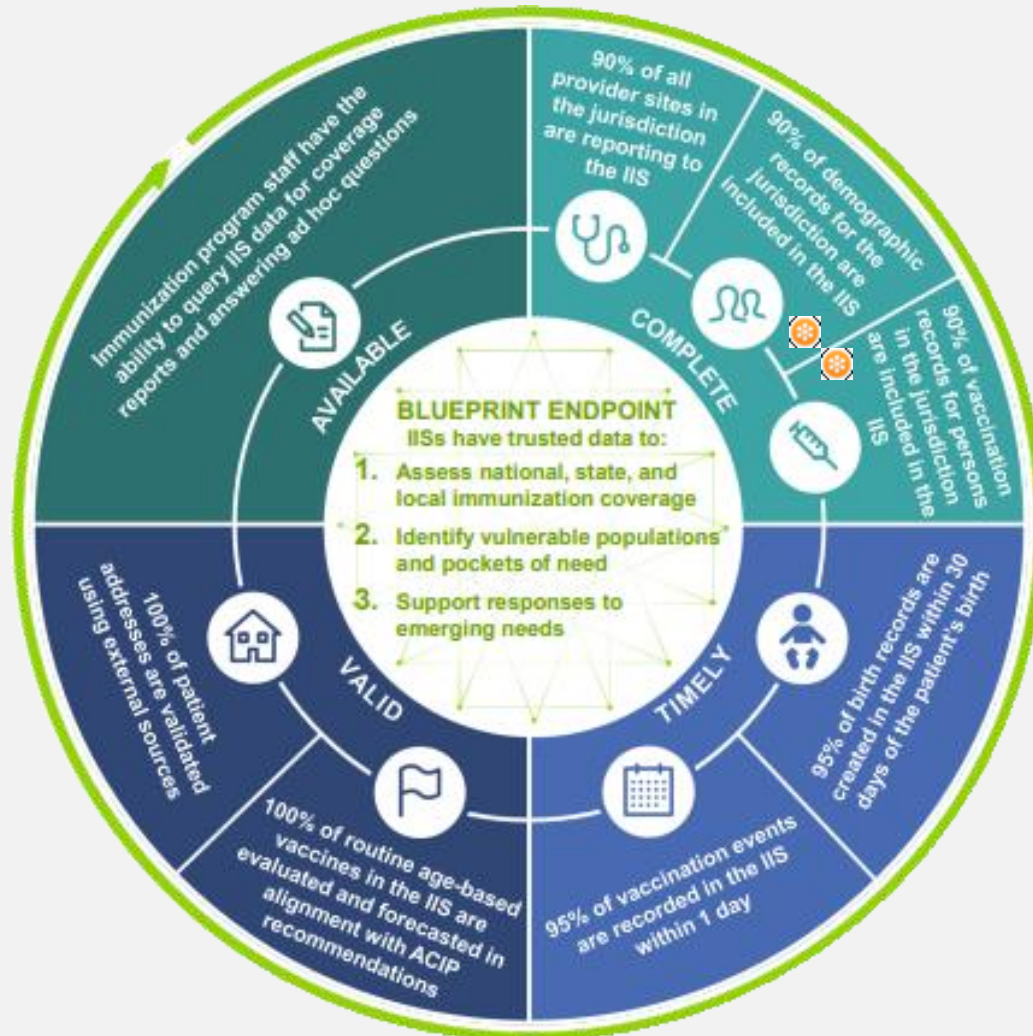 Immunization program staff have the
ability to query IIS data for coverage
reports and answering ad hoc questions
AVAILABLE
90% of all
provider sites in
the jurisdiction
are reporting to
the IIS
90% of demographic
records for the
jurisdiction are
included in the IIS
90% of vaccination
records for persons
in the jurisdiction
are included in the
IIS
COMPLETE
95% of birth records are
created in the IIS within 30
days of the patient's birth
95% of vaccination events
are recorded in the IIS
within 1 day
TIMELY
100% of routine age-based
vaccines in the IIS are
evaluated and forecasted in
alignment with ACIP
recommendations
100% of patient
addresses are validated
using external sources
VALID
BLUEPRINT ENDPOINT
IISs have trusted data to:
1. Assess national, state, and
local immunization coverage
2. Identify vulnerable populations
and pockets of need
3. Support responses to
emerging needs